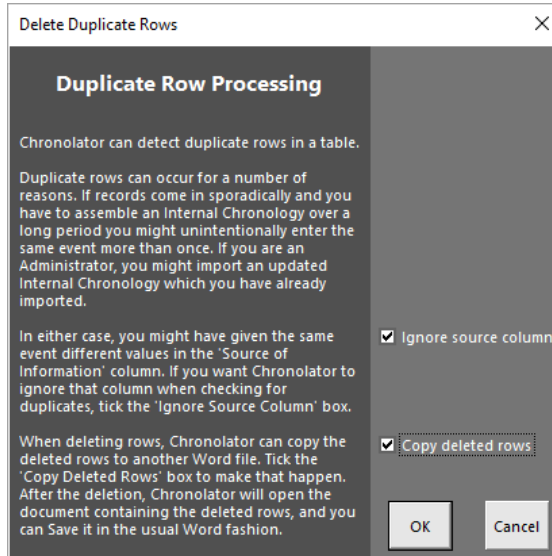 Delete Duplicate Rows
Duplicate Row Processing
Chronolator can detect duplicate rows in a table.
Duplicate rows can occur for a number of
reasons. If records come in sporadically and you
have to assemble an Internal Chronology over a
long period you might unintentionally enter the
same event more than once. If you are an
Administrator, you might import an updated
Internal Chronology which you have already
imported.
In either case, you might have given the same
event different values in the 'Source of
Information' column. If you want Chronolator to
ignore that column when checking for
duplicates, tick the 'Ignore Source Column' box.
Ignore source column
When deleting rows, Chronolator can copy the
deleted rows to another Word file. Tick the
'Copy Deleted Rows' box to make that happen.
After the deletion, Chronolator will open the
document containing the deleted rows, and you
can Save it in the usual Word fashion.
Copy deleted rows
OK
Cancel